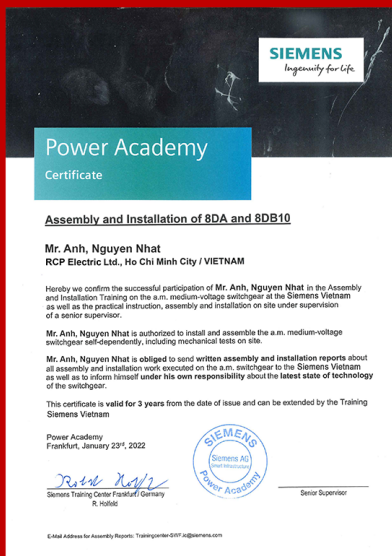 SIEMENS
Ingenuity for life
Power Academy
Certificate
Assembly and Installation of 8DA and 8DB10
Mr. Anh, Nguyen Nhat
RCP Electric Ltd., Ho Chi Minh City / VIETNAM
Hereby we confirm the successful participation of Mr. Anh, Nguyen Nhat in the Assembly
and Installation Training on the a.m. medium-voltage switchgear at the Siemens Vietnam
as well as the practical instruction, assembly and installation on site under supervision
of a senior supervisor.
Mr. Anh, Nguyen Nhat is authorized to install and assemble the a.m. medium-voltage
switchgear self-dependently, including mechanical tests on site.
Mr. Anh, Nguyen Nhat is obliged to send written assembly and installation reports about
all assembly and installation work executed on the a.m. switchgear to the Siemens Vietnam
as well as to inform himself under his own responsibility about the latest state of technology
of the switchgear.
This certificate is valid for 3 years from the date of issue and can be extended by the Training
Siemens Vietnam
Power Academy
Frankfurt, January 23rd, 2022
SIEMENS
Siemens AG
Smart Infrastructure
Power Academy
Siemens Training Center Frankfurt/ Germany
R. Holfeld
Senior Supervisor
E-Mail Address for Assembly Reports: Trainingcenter-SWF.ic@siemens.com